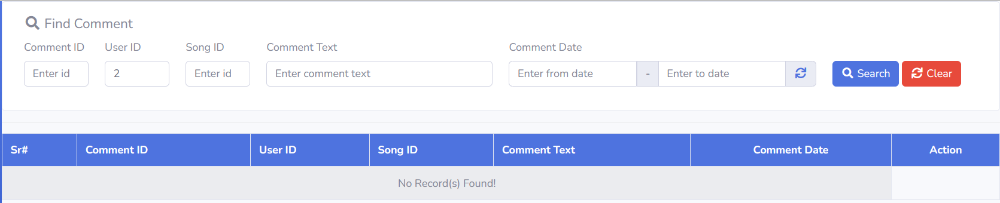 Find Comment
Comment ID User ID Song ID Comment Text Comment Date
Enter id 2 Enter id Enter comment text Enter from date - Enter to date Search Clear
Sr# Comment ID User ID Song ID Comment Text Comment Date Action
No Record(s) Found!